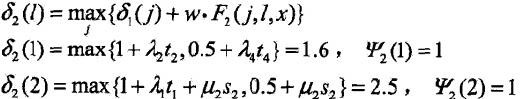 δ₂(l) = max_j {δ₁(j) + w·F₂(j,l,x)}
δ₂(1) = max{1 + λ₂t₂, 0.5 + λ₄t₄} = 1.6 ， Ψ₂(1) = 1
δ₂(2) = max{1 + λ₁t₁ + μ₂s₂, 0.5 + μ₂s₂} = 2.5 ， Ψ₂(2) = 1